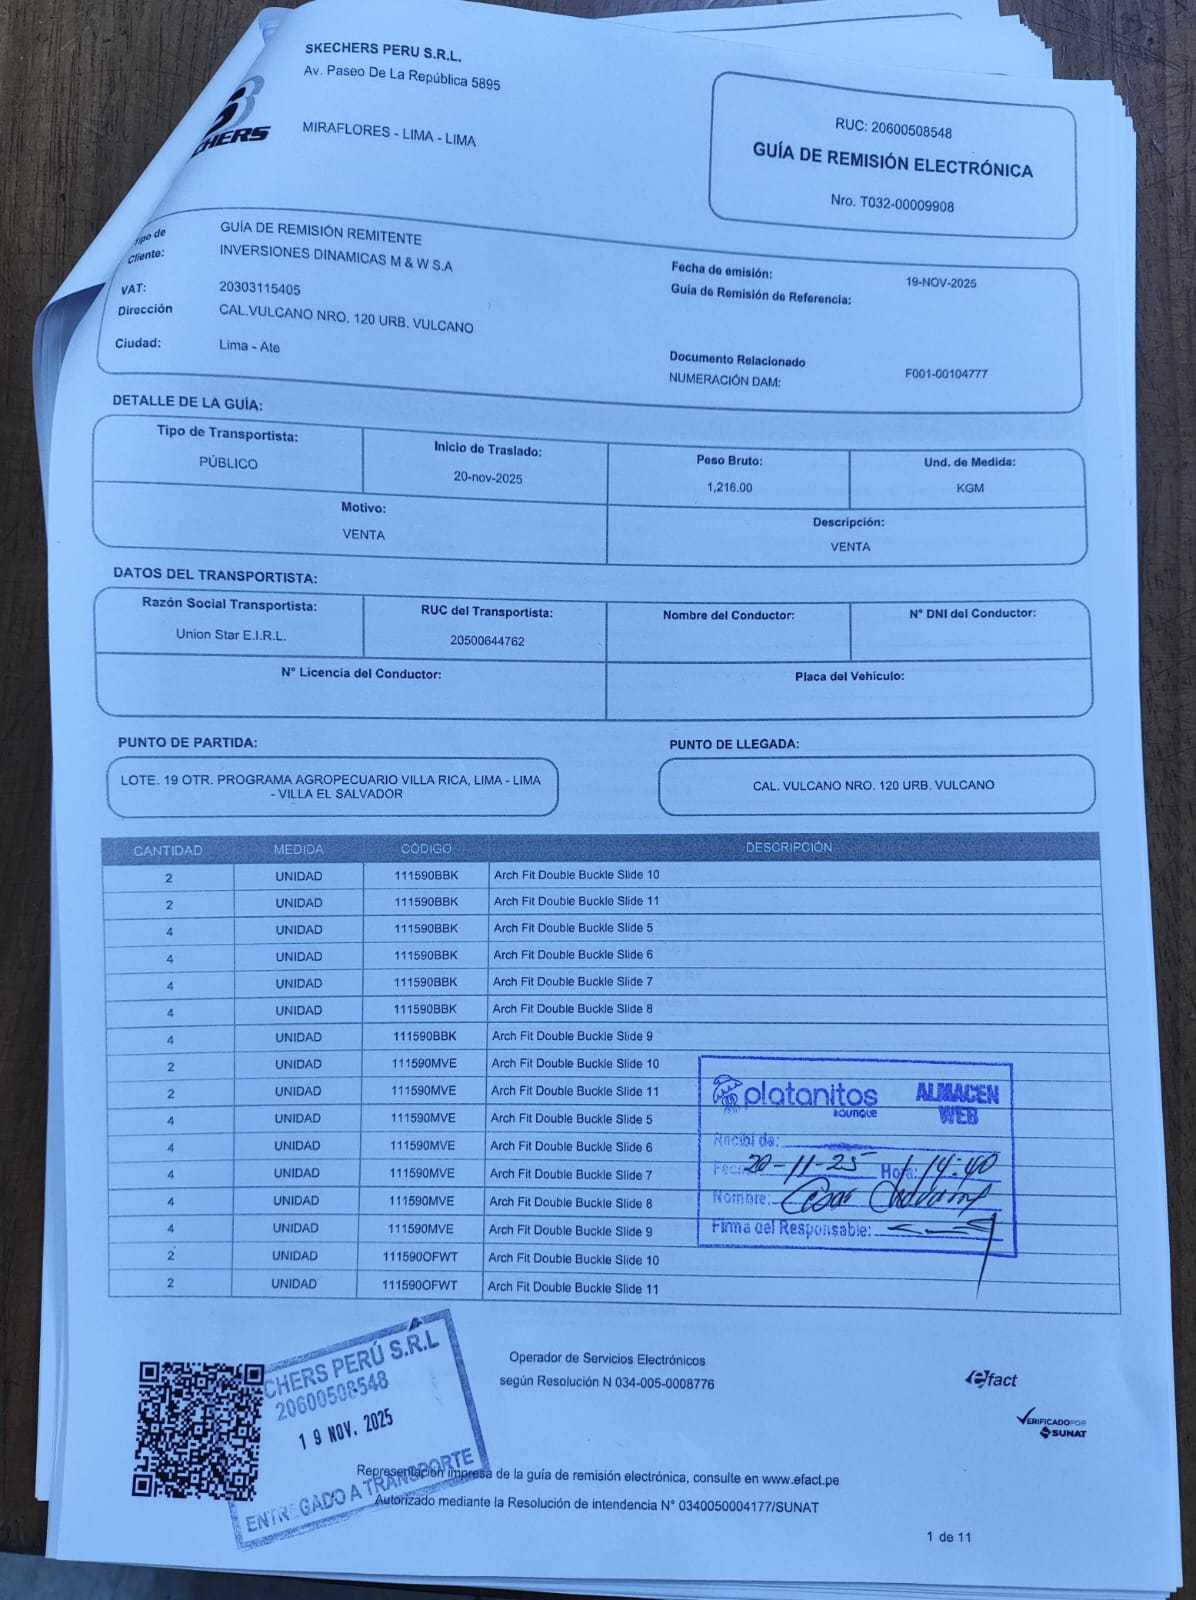 SKECHERS PERU S.R.L.
Av. Paseo De La República 5895
MIRAFLORES - LIMA - LIMA
CHERS
RUC: 20600508548
GUÍA DE REMISIÓN ELECTRÓNICA
Nro. T032-00009908
Tipo de GUÍA DE REMISIÓN REMITENTE
Cliente: INVERSIONES DINAMICAS M & W S.A
VAT: 20303115405
Dirección CAL.VULCANO NRO. 120 URB. VULCANO
Ciudad: Lima - Ate
Fecha de emisión: 19-NOV-2025
Guia de Remisión de Referencia:
Documento Relacionado F001-00104777
NUMERACIÓN DAM:
DETALLE DE LA GUÍA:
Tipo de Transportista: Inicio de Traslado: Peso Bruto: Und. de Medida:
PÚBLICO 20-nov-2025 1,216.00 KGM
Motivo: Descripción:
VENTA VENTA
DATOS DEL TRANSPORTISTA:
Razón Social Transportista: RUC del Transportista: Nombre del Conductor: N° DNI del Conductor:
Union Star E.I.R.L. 20500644762
N° Licencia del Conductor: Placa del Vehículo:
PUNTO DE PARTIDA: PUNTO DE LLEGADA:
LOTE. 19 OTR. PROGRAMA AGROPECUARIO VILLA RICA, LIMA - LIMA
- VILLA EL SALVADOR
CAL. VULCANO NRO. 120 URB. VULCANO
CANTIDAD MEDIDA CÓDIGO DESCRIPCIÓN
2 UNIDAD 111590BBK Arch Fit Double Buckle Slide 10
2 UNIDAD 111590BBK Arch Fit Double Buckle Slide 11
4 UNIDAD 111590BBK Arch Fit Double Buckle Slide 5
4 UNIDAD 111590BBK Arch Fit Double Buckle Slide 6
4 UNIDAD 111590BBK Arch Fit Double Buckle Slide 7
4 UNIDAD 111590BBK Arch Fit Double Buckle Slide 8
4 UNIDAD 111590BBK Arch Fit Double Buckle Slide 9
2 UNIDAD 111590MVE Arch Fit Double Buckle Slide 10
2 UNIDAD 111590MVE Arch Fit Double Buckle Slide 11
4 UNIDAD 111590MVE Arch Fit Double Buckle Slide 5
4 UNIDAD 111590MVE Arch Fit Double Buckle Slide 6
4 UNIDAD 111590MVE Arch Fit Double Buckle Slide 7
4 UNIDAD 111590MVE Arch Fit Double Buckle Slide 8
4 UNIDAD 111590MVE Arch Fit Double Buckle Slide 9
2 UNIDAD 111590OFWT Arch Fit Double Buckle Slide 10
2 UNIDAD 111590OFWT Arch Fit Double Buckle Slide 11
platanitos ALMACEN
BOUNQUE WEB
Recibi de:
Fecha 20-11-25 Hora: 14:40
Nombre: Cesar
Firma del Responsable:
CHERS PERÚ S.R.L
20600508548
19 NOV. 2025
ENTREGADO A TRANSPORTE
Operador de Servicios Electrónicos
según Resolución N 034-005-0008776
efact
VERIFICADO POR
SUNAT
Representación impresa de la guía de remisión electrónica, consulte en www.efact.pe
Autorizado mediante la Resolución de intendencia N° 0340050004177/SUNAT
1 de 11